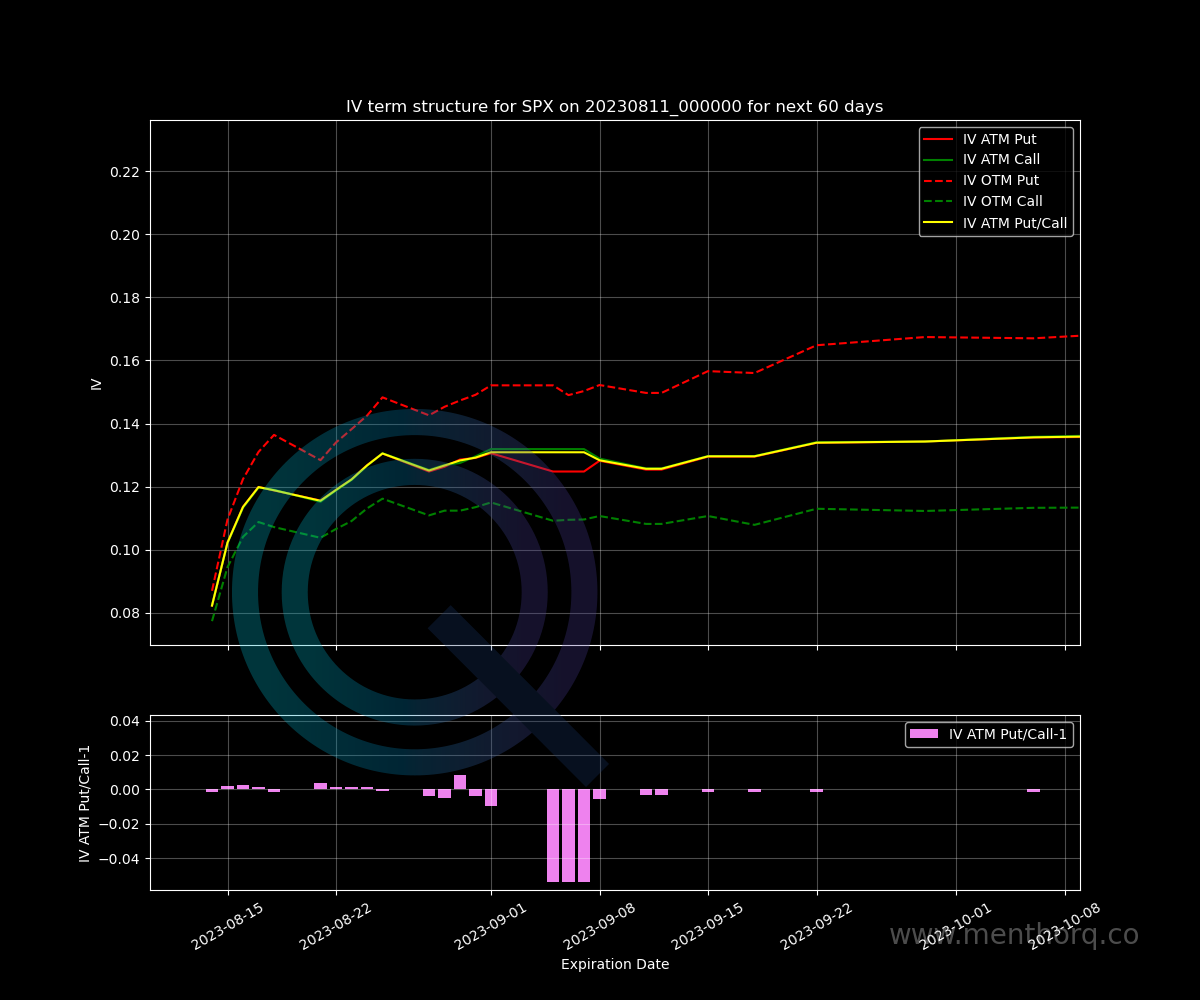 IV term structure for SPX on 20230811_000000 for next 60 days
IV ATM Put
IV ATM Call
IV OTM Put
IV OTM Call
IV ATM Put/Call
IV
0.22
0.20
0.18
0.16
0.14
0.12
0.10
0.08
IV ATM Put/Call-1
IV ATM Put/Call-1
0.04
0.02
0.00
−0.02
−0.04
2023-08-15
2023-08-22
2023-09-01
2023-09-08
2023-09-15
2023-09-22
2023-10-01
2023-10-08
www.menthorq.co
Expiration Date